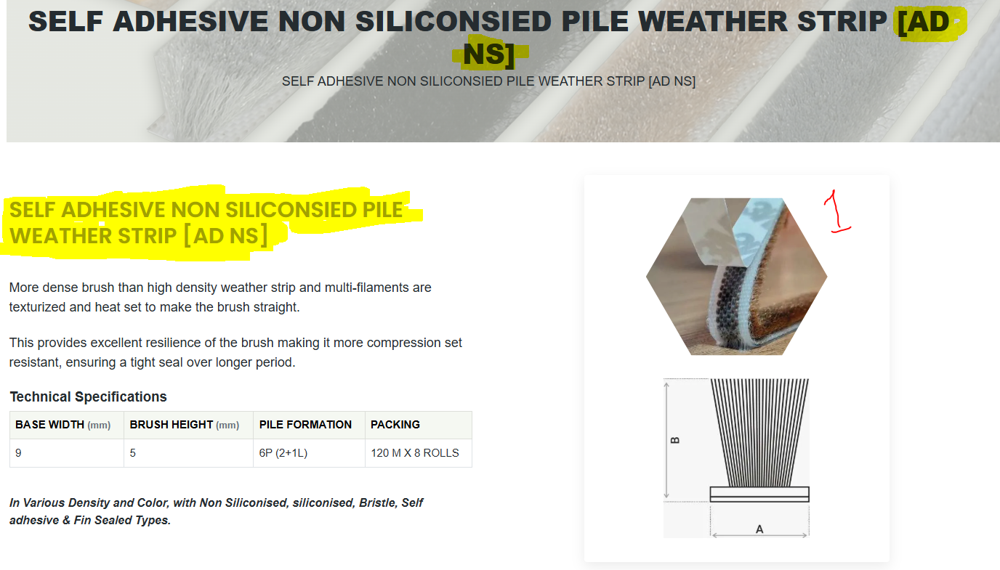 SELF ADHESIVE NON SILICONSIED PILE WEATHER STRIP [AD
NS]
SELF ADHESIVE NON SILICONSIED PILE WEATHER STRIP [AD NS]
SELF ADHESIVE NON SILICONSIED PILE
WEATHER STRIP [AD NS]
More dense brush than high density weather strip and multi-filaments are
texturized and heat set to make the brush straight.
This provides excellent resilience of the brush making it more compression set
resistant, ensuring a tight seal over longer period.
Technical Specifications
BASE WIDTH (mm) BRUSH HEIGHT (mm) PILE FORMATION PACKING
9 5 6P (2+1L) 120 M X 8 ROLLS
In Various Density and Color, with Non Siliconised, siliconised, Bristle, Self
adhesive & Fin Sealed Types.
1
B
A